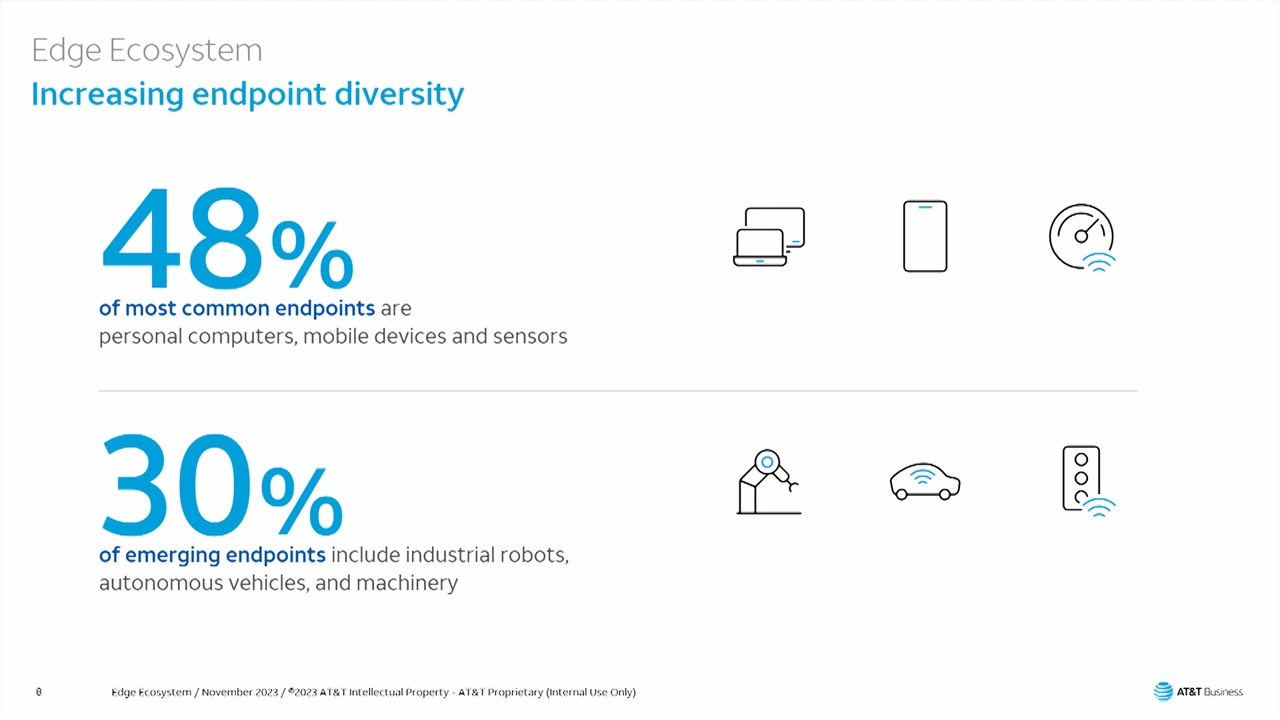 Edge Ecosystem
Increasing endpoint diversity
48%
of most common endpoints are
personal computers, mobile devices and sensors
30%
of emerging endpoints include industrial robots,
autonomous vehicles, and machinery
8 Edge Ecosystem / November 2023 / ©2023 AT&T Intellectual Property - AT&T Proprietary (Internal Use Only) AT&T Business